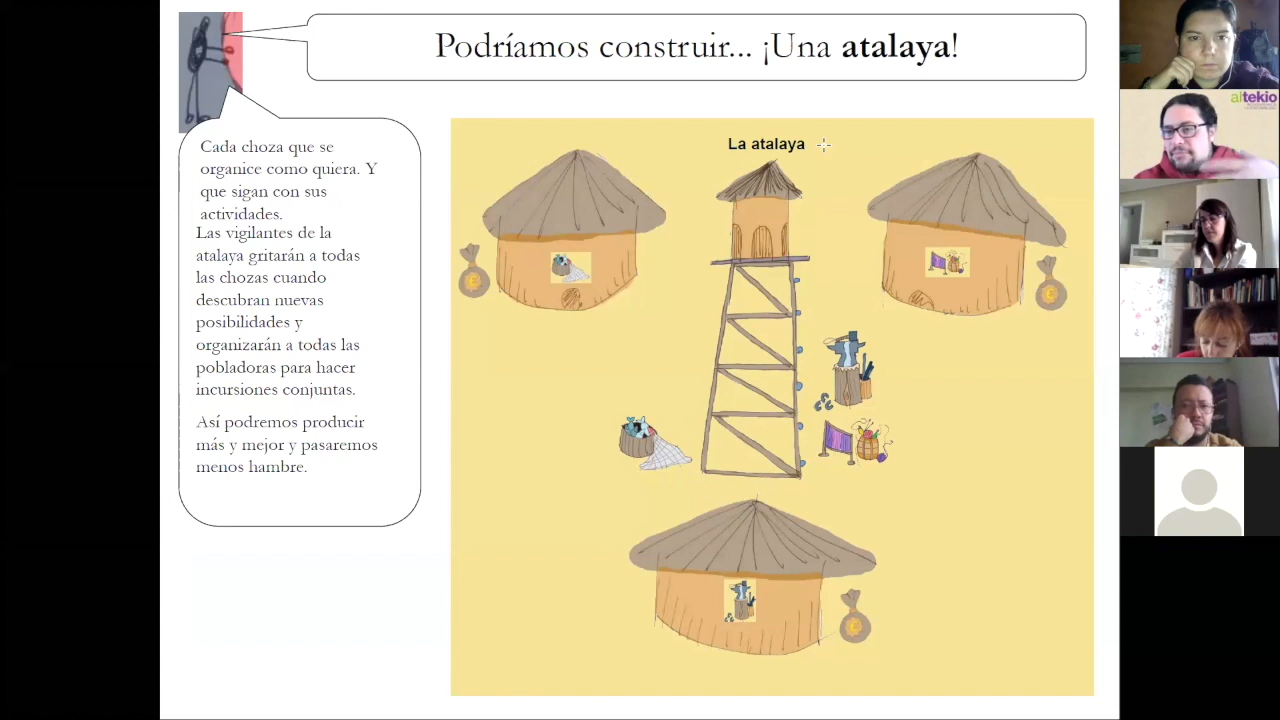 Podríamos construir... ¡Una atalaya!
Cada choza que se
organice como quiera. Y
que sigan con sus
actividades.
Las vigilantes de la
atalaya gritarán a todas
las chozas cuando
descubran nuevas
posibilidades y
organizarán a todas las
pobladoras para hacer
incursiones conjuntas.
Así podremos producir
más y mejor y pasaremos
menos hambre.
La atalaya
altekio